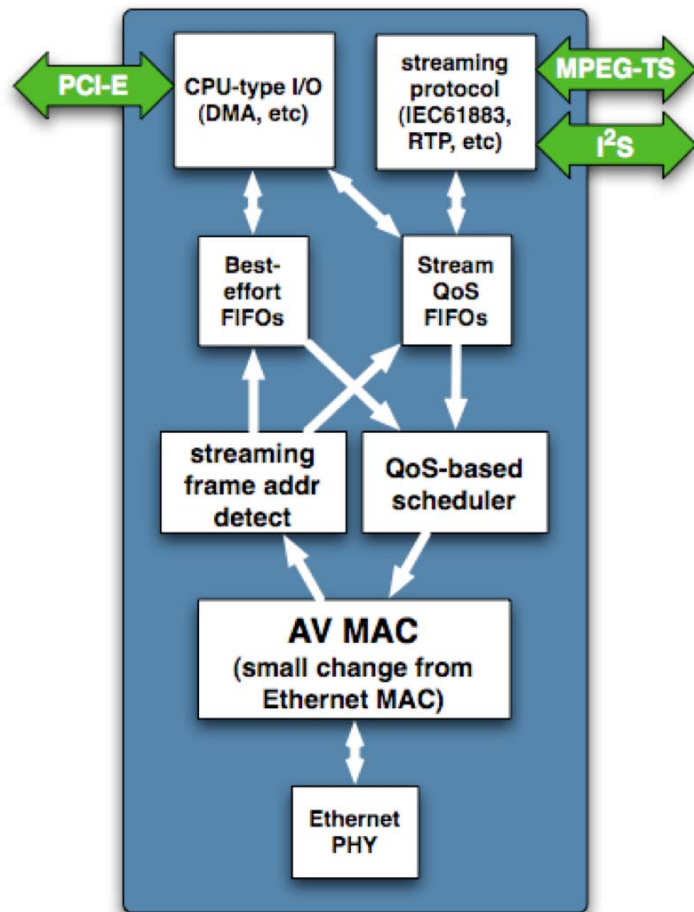 PCI-E
CPU-type I/O
(DMA, etc)
streaming
protocol
(IEC61883,
RTP, etc)
MPEG-TS
I²S
Best-
effort
FIFOs
Stream
QoS
FIFOs
streaming
frame addr
detect
QoS-based
scheduler
AV MAC
(small change from
Ethernet MAC)
Ethernet
PHY